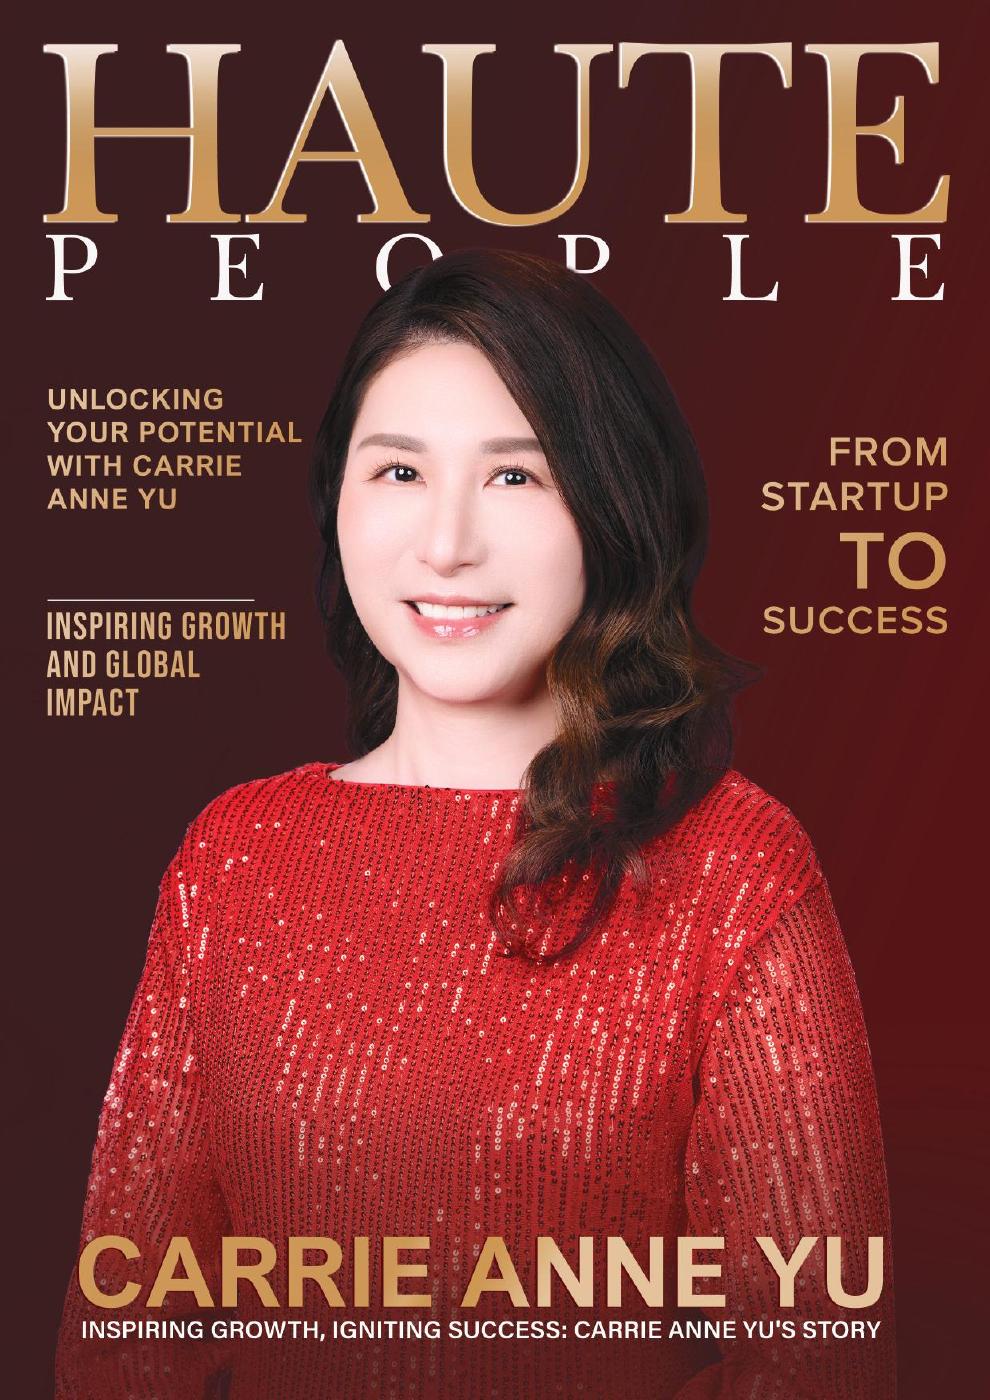 HAUTE
PEOPLE
UNLOCKING
YOUR POTENTIAL
WITH CARRIE
ANNE YU
FROM
STARTUP
TO
SUCCESS
INSPIRING GROWTH
AND GLOBAL
IMPACT
CARRIE ANNE YU
INSPIRING GROWTH, IGNITING SUCCESS: CARRIE ANNE YU'S STORY